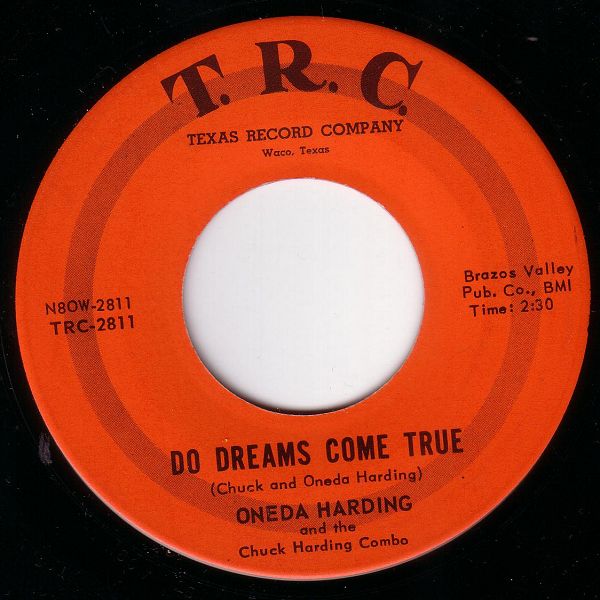 T. R. C.
TEXAS RECORD COMPANY
Waco, Texas
N8OW-2811
TRC-2811
Brazos Valley
Pub. Co., BMI
Time: 2:30
DO DREAMS COME TRUE
(Chuck and Oneda Harding)
ONEDA HARDING
and the
Chuck Harding Combo